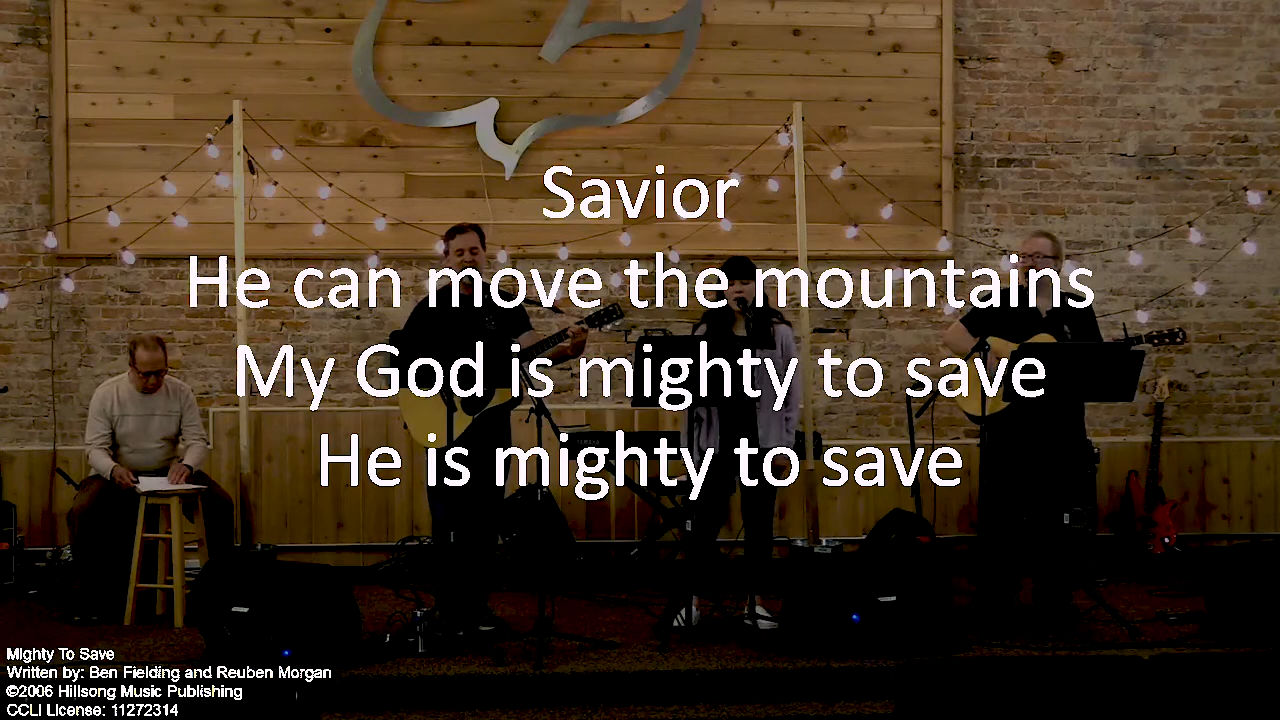 Savior
He can move the mountains
My God is mighty to save
He is mighty to save
YAMAHA
Mighty To Save
Written by: Ben Fielding and Reuben Morgan
©2006 Hillsong Music Publishing
CCLI License: 11272314